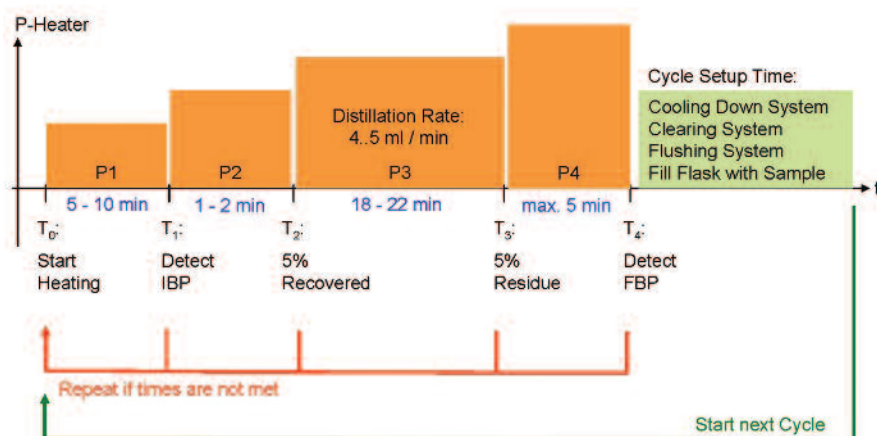 P-Heater
Cycle Setup Time:
Distillation Rate:
4..5 ml / min
Cooling Down System
Clearing System
Flushing System
Fill Flask with Sample
P1
P2
P3
P4
t
5 - 10 min
1 - 2 min
18 - 22 min
max. 5 min
T₀:
T₁:
T₂:
T₃:
T₄:
Start
Heating
Detect
IBP
5%
Recovered
5%
Residue
Detect
FBP
Repeat if times are not met
Start next Cycle